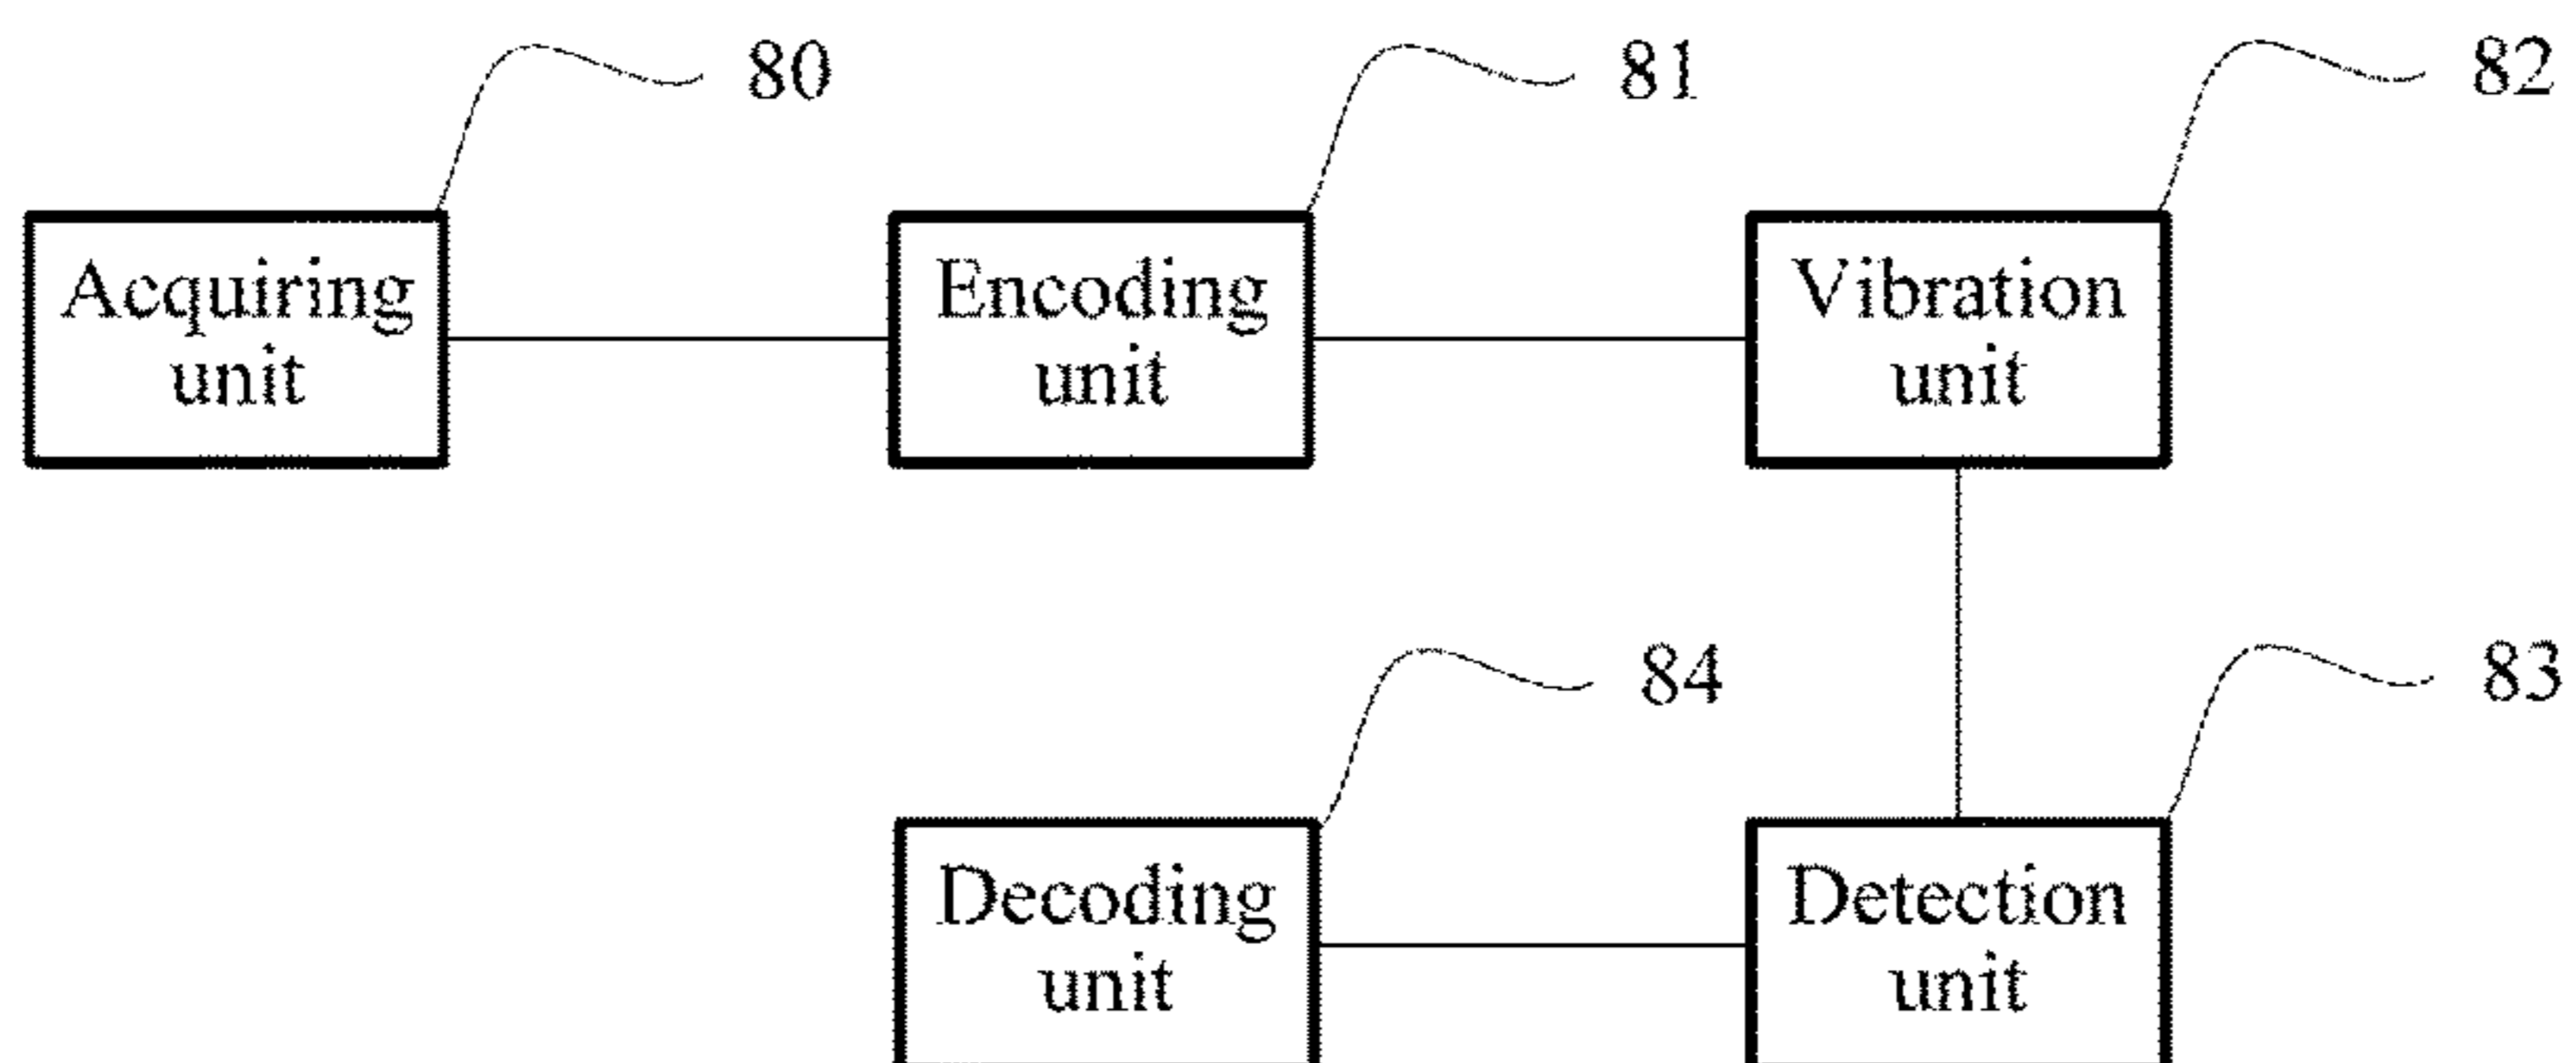 80
81
82
Acquiring
unit
Encoding
unit
Vibration
unit
84
83
Decoding
unit
Detection
unit